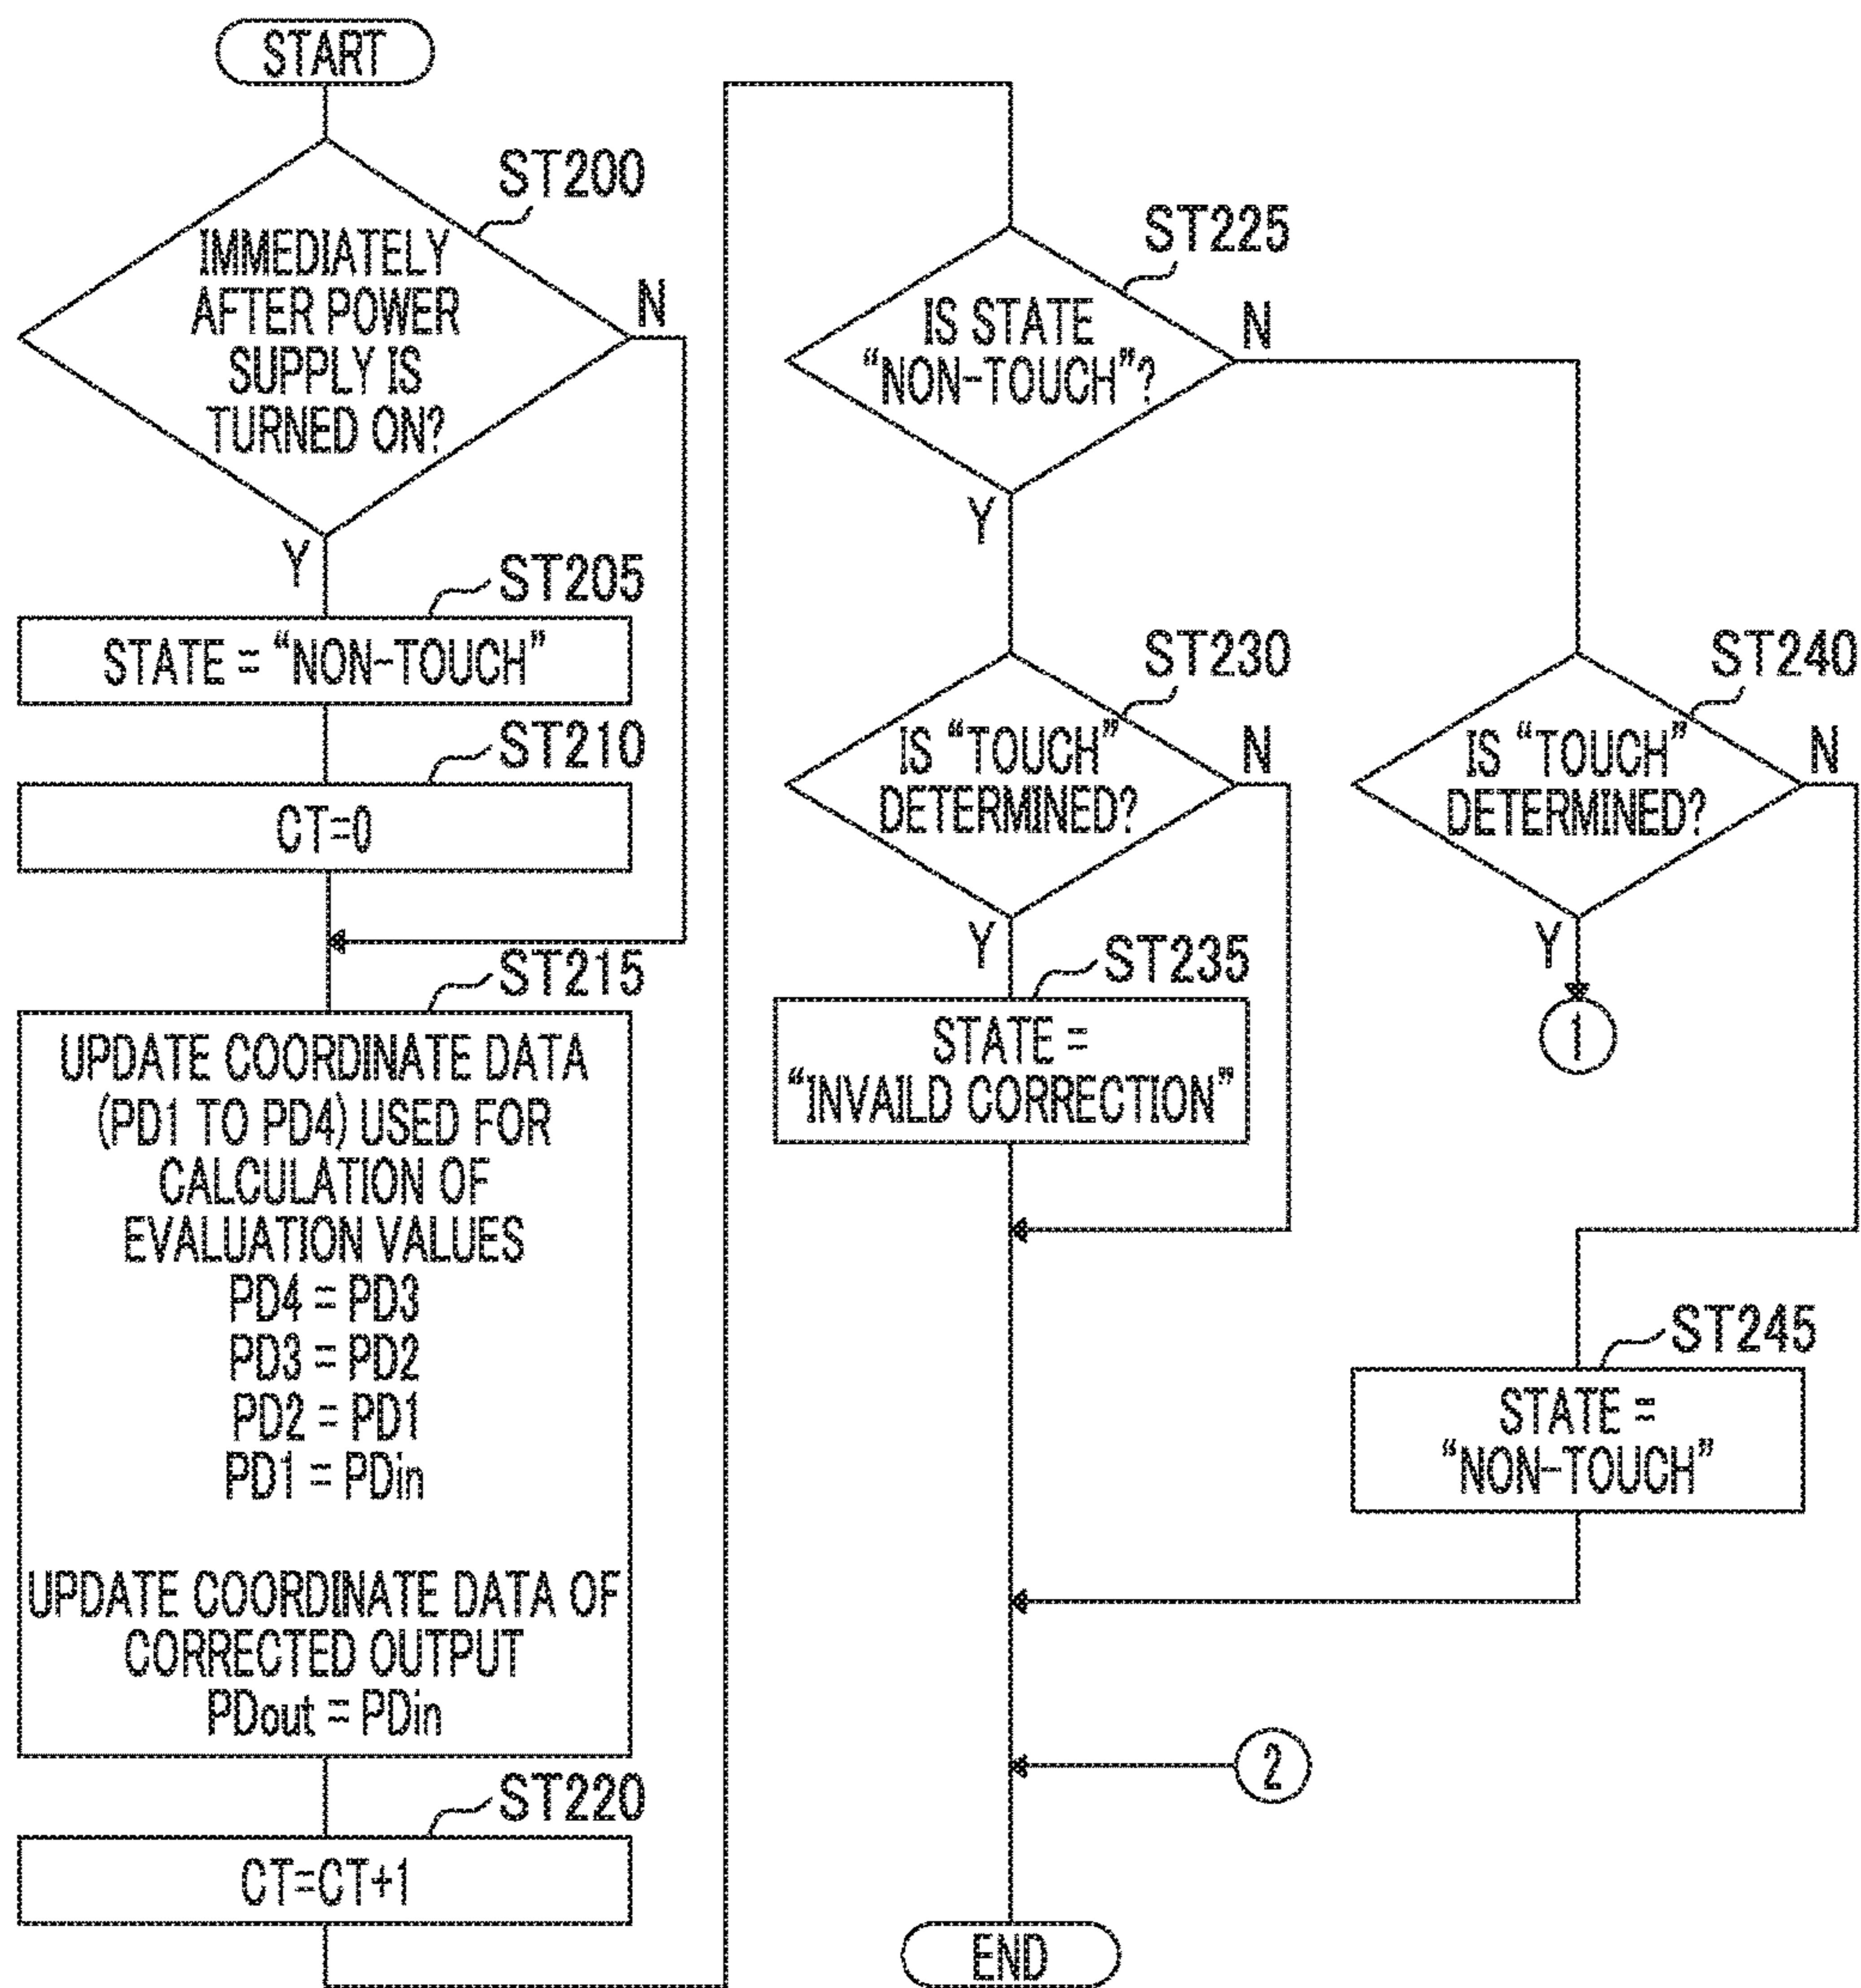 START
ST200
IMMEDIATELY
AFTER POWER
SUPPLY IS
TURNED ON?
N
Y
ST205
STATE = “NON-TOUCH”
ST210
CT=0
ST215
UPDATE COORDINATE DATA
(PD1 TO PD4) USED FOR
CALCULATION OF
EVALUATION VALUES
PD4 = PD3
PD3 = PD2
PD2 = PD1
PD1 = PDin
UPDATE COORDINATE DATA OF
CORRECTED OUTPUT
PDout = PDin
ST220
CT=CT+1
ST225
IS STATE
“NON-TOUCH”?
N
Y
ST230
IS “TOUCH”
DETERMINED?
N
Y
ST235
STATE =
“INVAILD CORRECTION”
ST240
IS “TOUCH”
DETERMINED?
N
Y
1
ST245
STATE =
“NON-TOUCH”
2
END